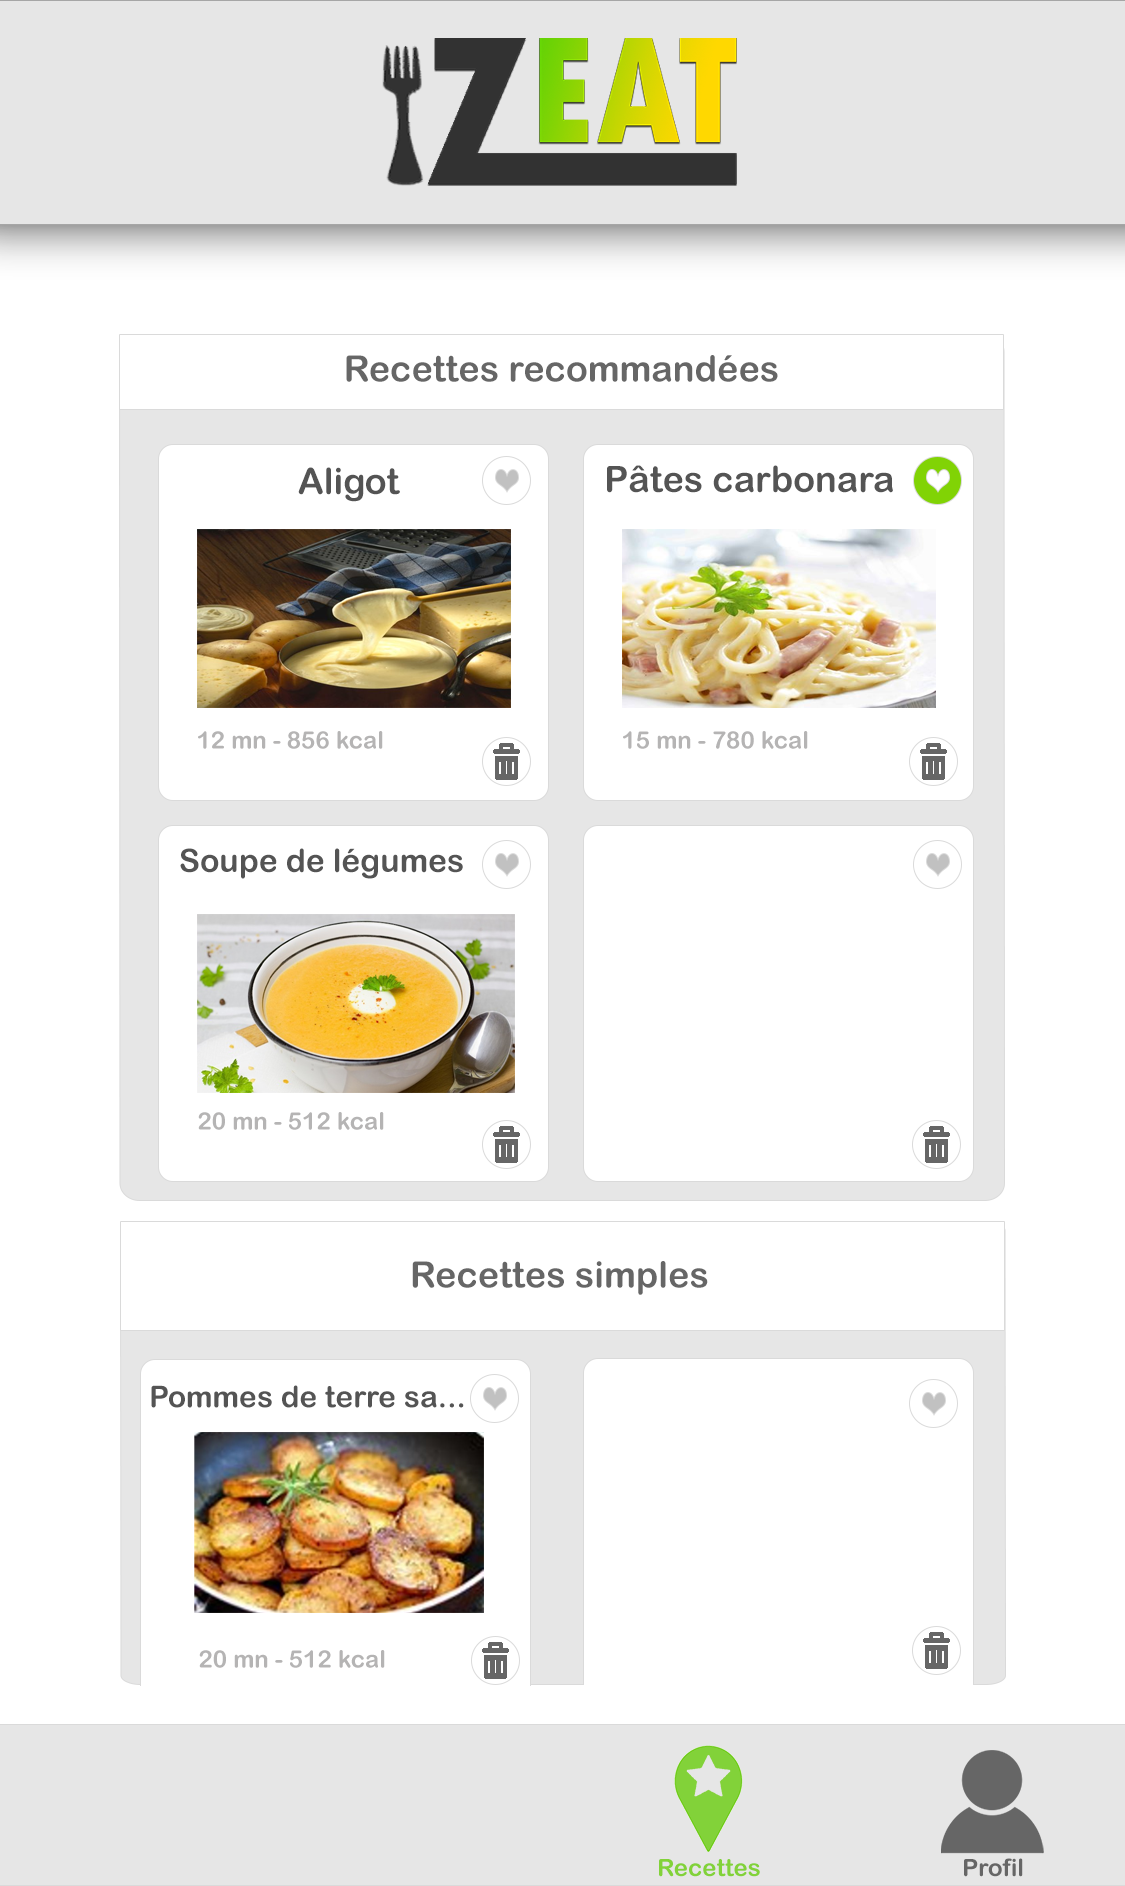 ZEAT
Recettes recommandées
Aligot
Pâtes carbonara
12 mn - 856 kcal
15 mn - 780 kcal
Soupe de légumes
20 mn - 512 kcal
Recettes simples
Pommes de terre sa...
20 mn - 512 kcal
Recettes
Profil